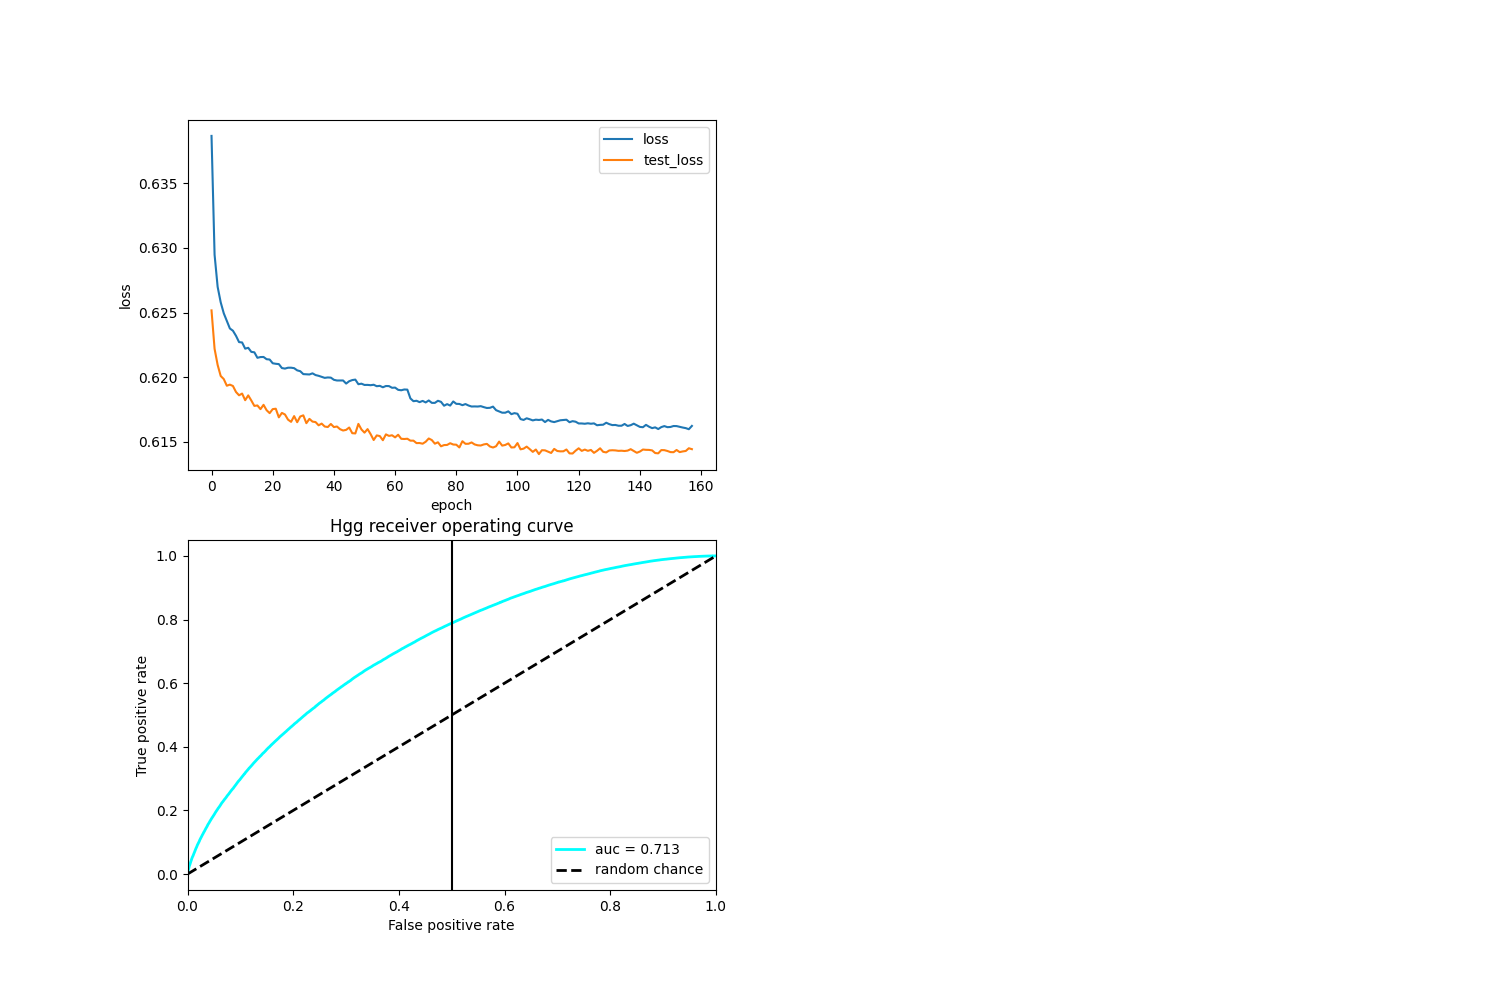 loss
test_loss
0.635
0.630
0.625
0.620
0.615
loss
0 20 40 60 80 100 120 140 160
epoch
Hgg receiver operating curve
1.0
0.8
0.6
0.4
0.2
0.0
True positive rate
auc = 0.713
random chance
0.0 0.2 0.4 0.6 0.8 1.0
False positive rate